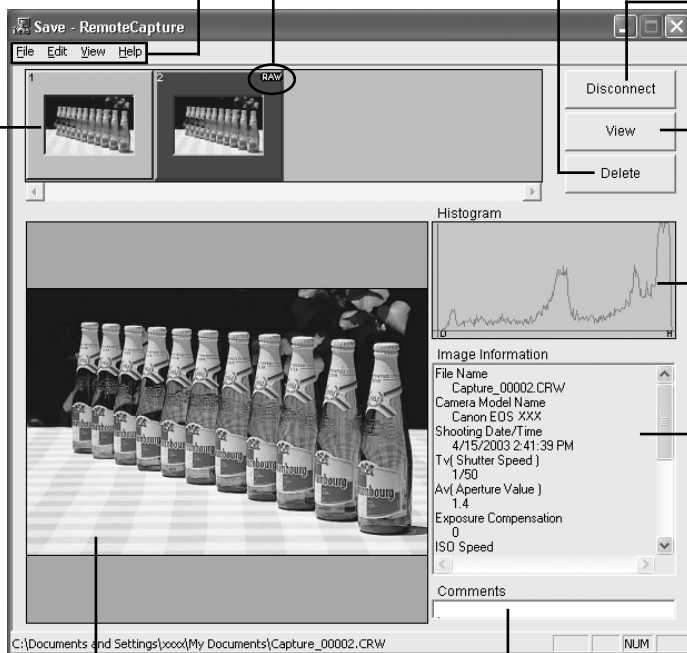 Save - RemoteCapture
File Edit View Help
1
2 RAW
Disconnect
View
Delete
Histogram
0 H
Image Information
File Name
Capture_00002.CRW
Camera Model Name
Canon EOS XXX
Shooting Date/Time
4/15/2003 2:41:39 PM
Tv( Shutter Speed )
1/50
Av( Aperture Value )
1.4
Exposure Compensation
0
ISO Speed
Comments
C:\Documents and Settings\xxxx\My Documents\Capture_00002.CRW NUM